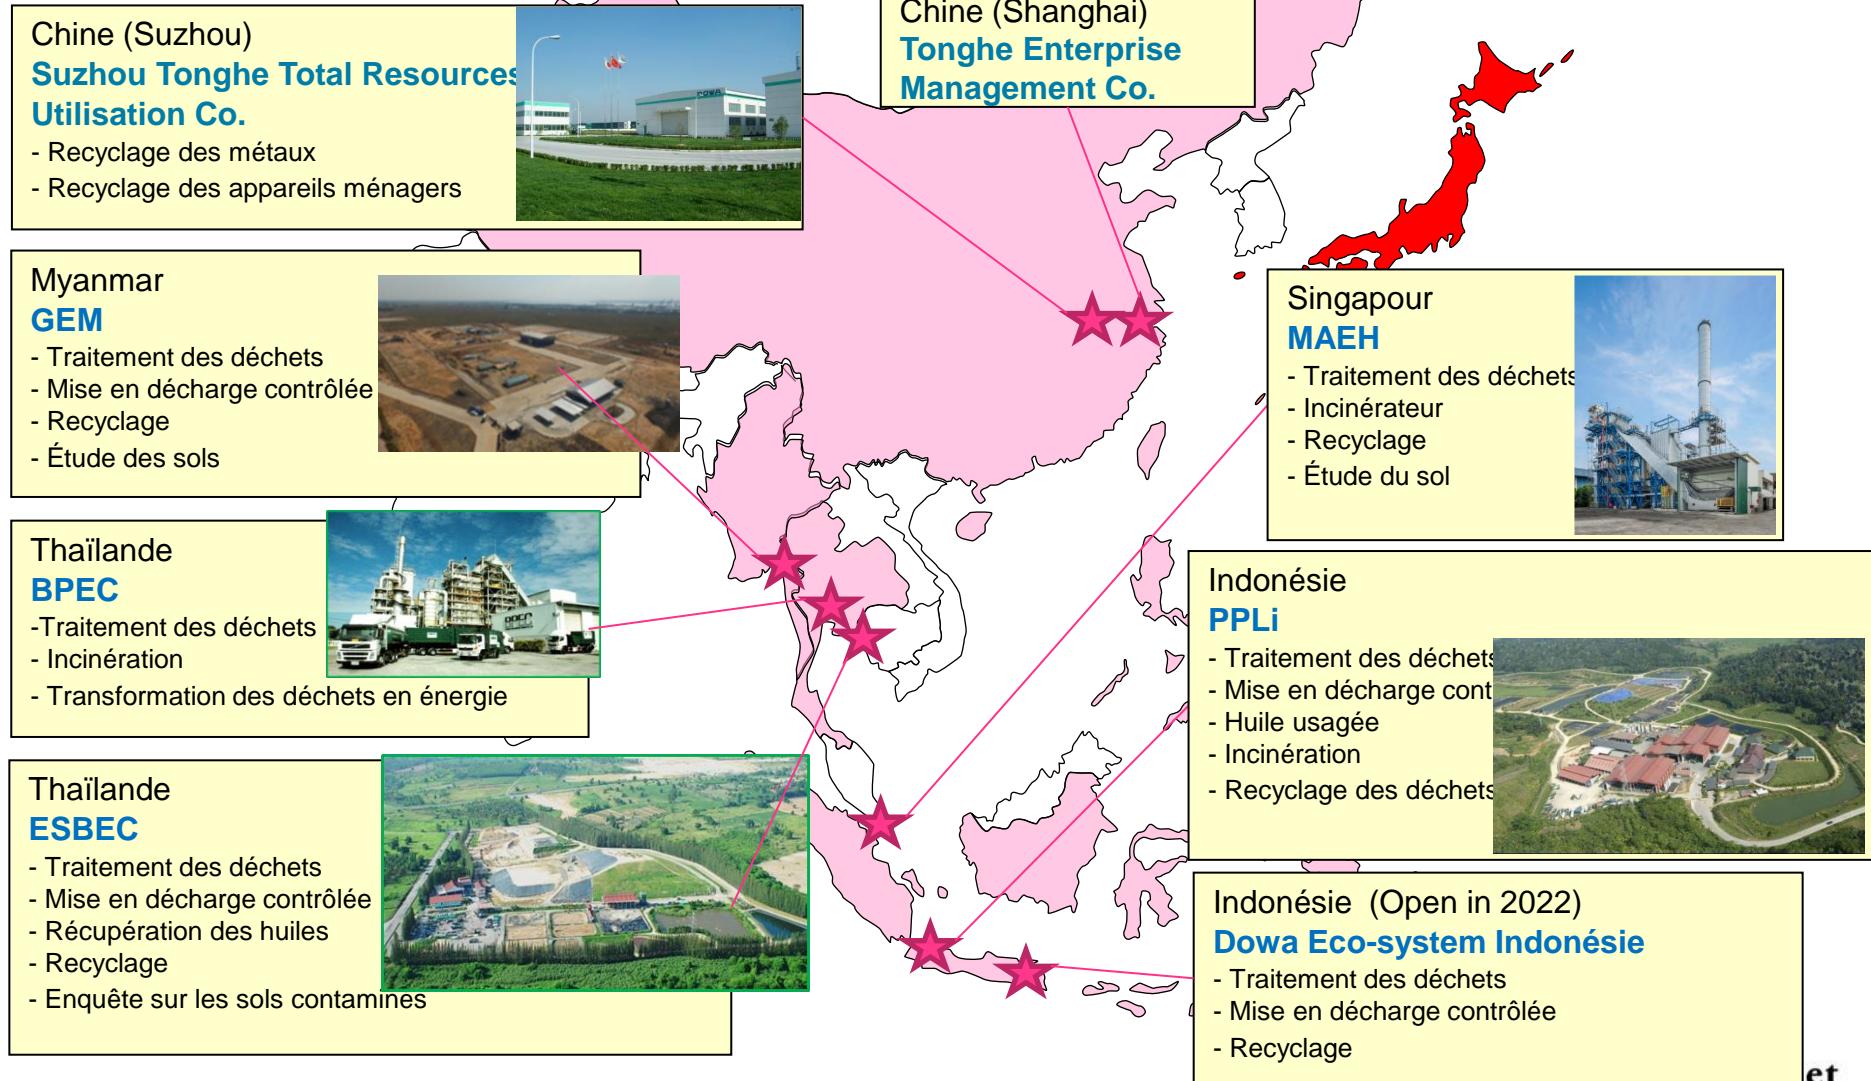 Chine (Suzhou)
Suzhou Tonghe Total Resources
Utilisation Co.
- Recyclage des métaux
- Recyclage des appareils ménagers
DOWA
Chine (Shanghai)
Tonghe Enterprise
Management Co.
Myanmar
GEM
- Traitement des déchets
- Mise en décharge contrôlée
- Recyclage
- Étude des sols
Singapour
MAEH
- Traitement des déchets
- Incinérateur
- Recyclage
- Étude du sol
Thaïlande
BPEC
-Traitement des déchets
- Incinération
- Transformation des déchets en énergie
Indonésie
PPLi
- Traitement des déchets
- Mise en décharge cont
- Huile usagée
- Incinération
- Recyclage des déchets
Thaïlande
ESBEC
- Traitement des déchets
- Mise en décharge contrôlée
- Récupération des huiles
- Recyclage
- Enquête sur les sols contaminés
Indonésie (Open in 2022)
Dowa Eco-system Indonésie
- Traitement des déchets
- Mise en décharge contrôlée
- Recyclage
et